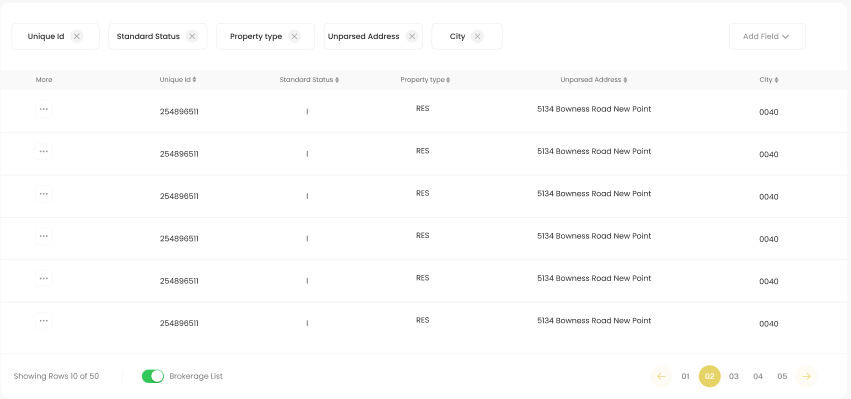 Unique Id Standard Status Property type Unparsed Address City Add Field
More Unique Id Standard Status Property type Unparsed Address City
254896511 I RES 5134 Bowness Road New Point 0040
254896511 I RES 5134 Bowness Road New Point 0040
254896511 I RES 5134 Bowness Road New Point 0040
254896511 I RES 5134 Bowness Road New Point 0040
254896511 I RES 5134 Bowness Road New Point 0040
254896511 I RES 5134 Bowness Road New Point 0040
Showing Rows 10 of 50 Brokerage List 01 02 03 04 05